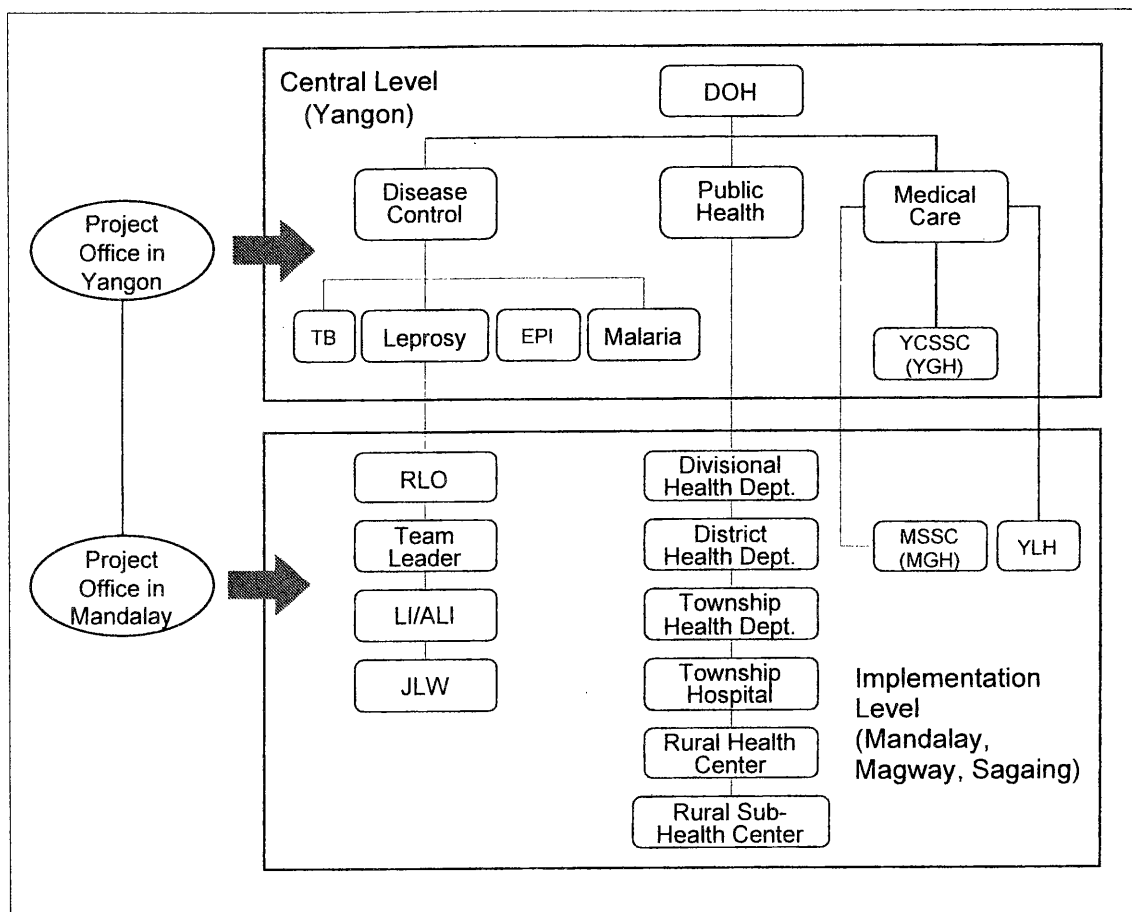 Central Level
(Yangon)
DOH
Disease
Control
Public
Health
Medical
Care
Project
Office in
Yangon
TB
Leprosy
EPI
Malaria
YCSSC
(YGH)
RLO
Team
Leader
LI/ALI
JLW
Divisional
Health Dept.
District
Health Dept.
Township
Health Dept.
Township
Hospital
Rural Health
Center
Rural Sub-
Health Center
MSSC
(MGH)
YLH
Project
Office in
Mandalay
Implementation
Level
(Mandalay,
Magway, Sagaing)